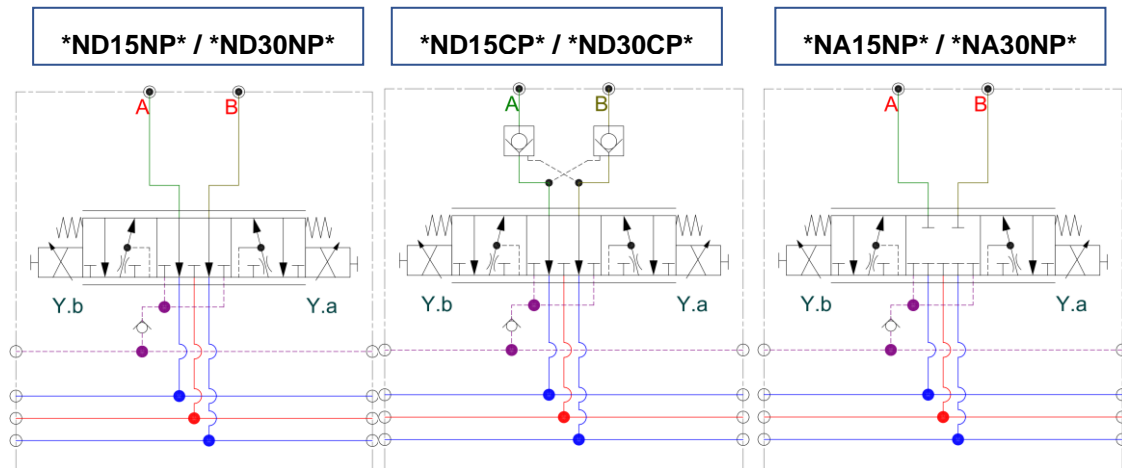 *ND15NP* / *ND30NP*
*ND15CP* / *ND30CP*
*NA15NP* / *NA30NP*
A B
A B
A B
Y.b Y.a
Y.b Y.a
Y.b Y.a